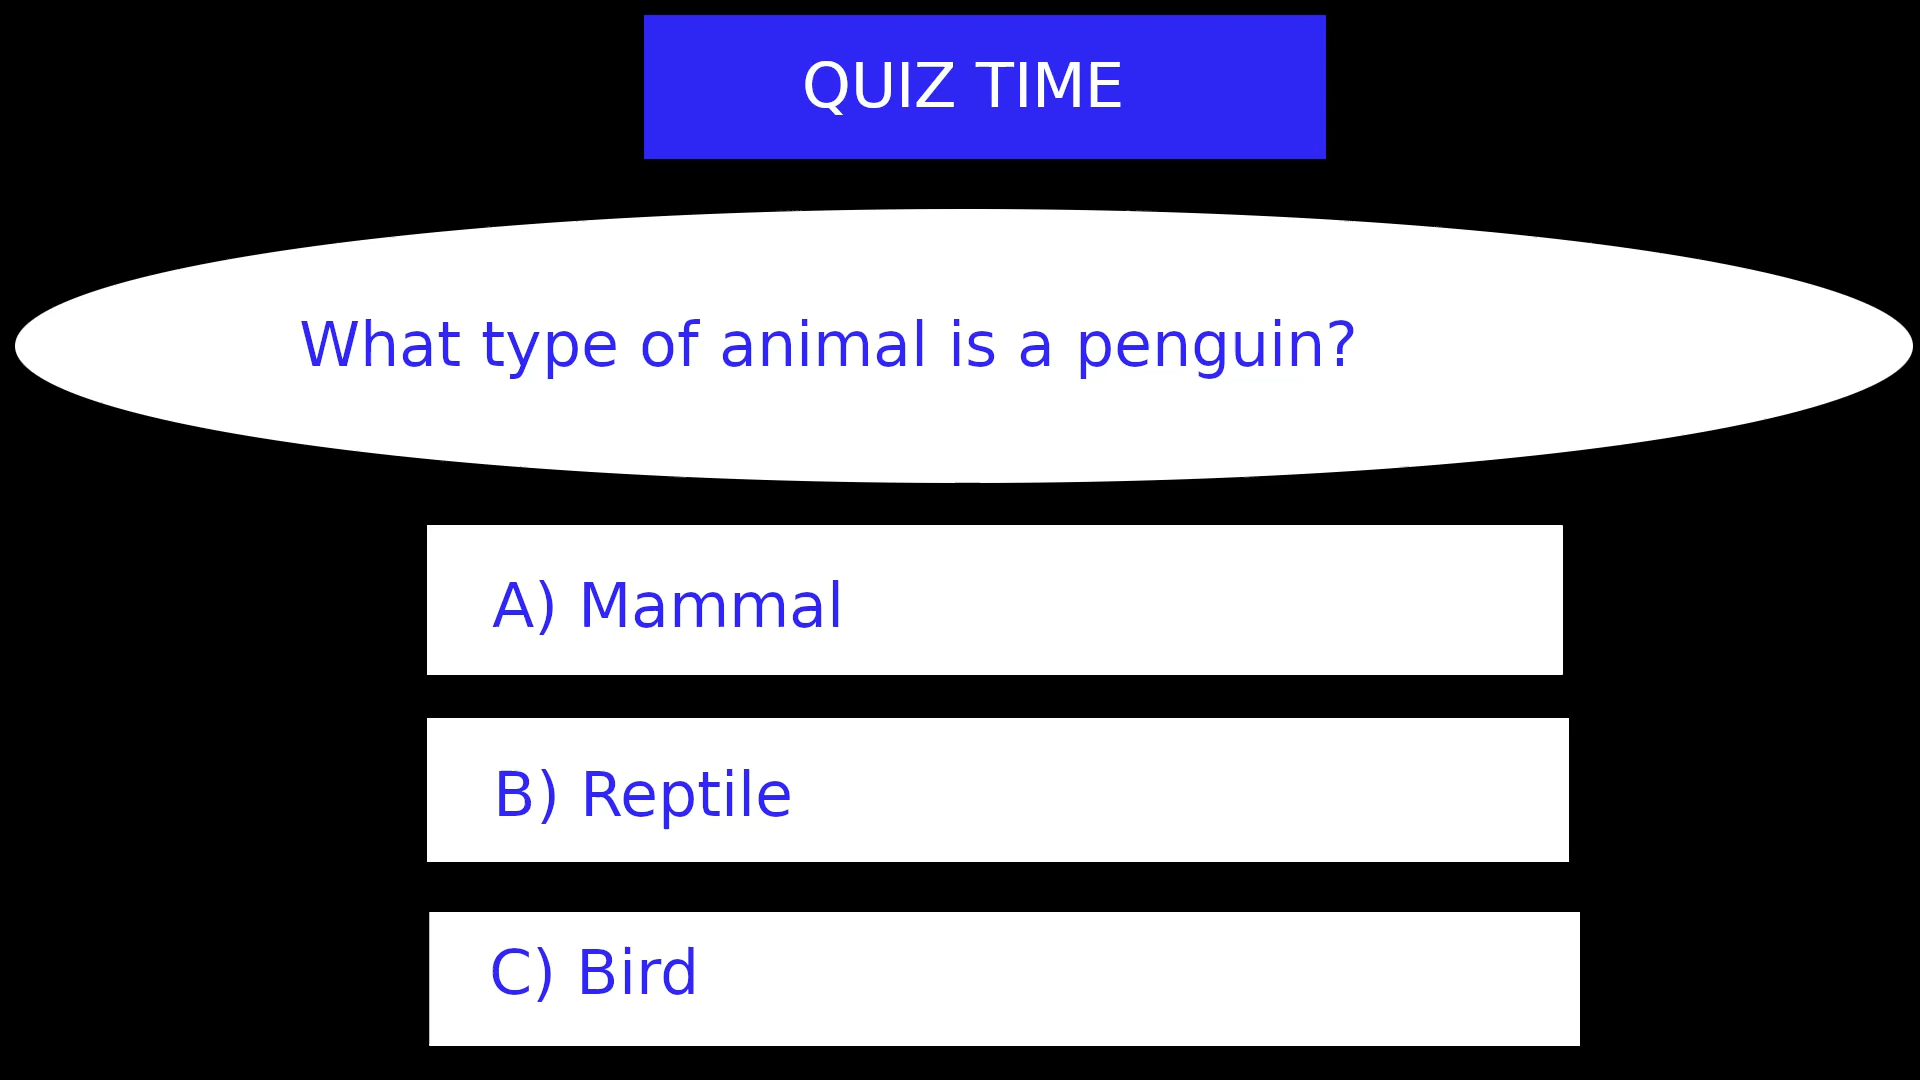 QUIZ TIME
What type of animal is a penguin?
A) Mammal
B) Reptile
C) Bird